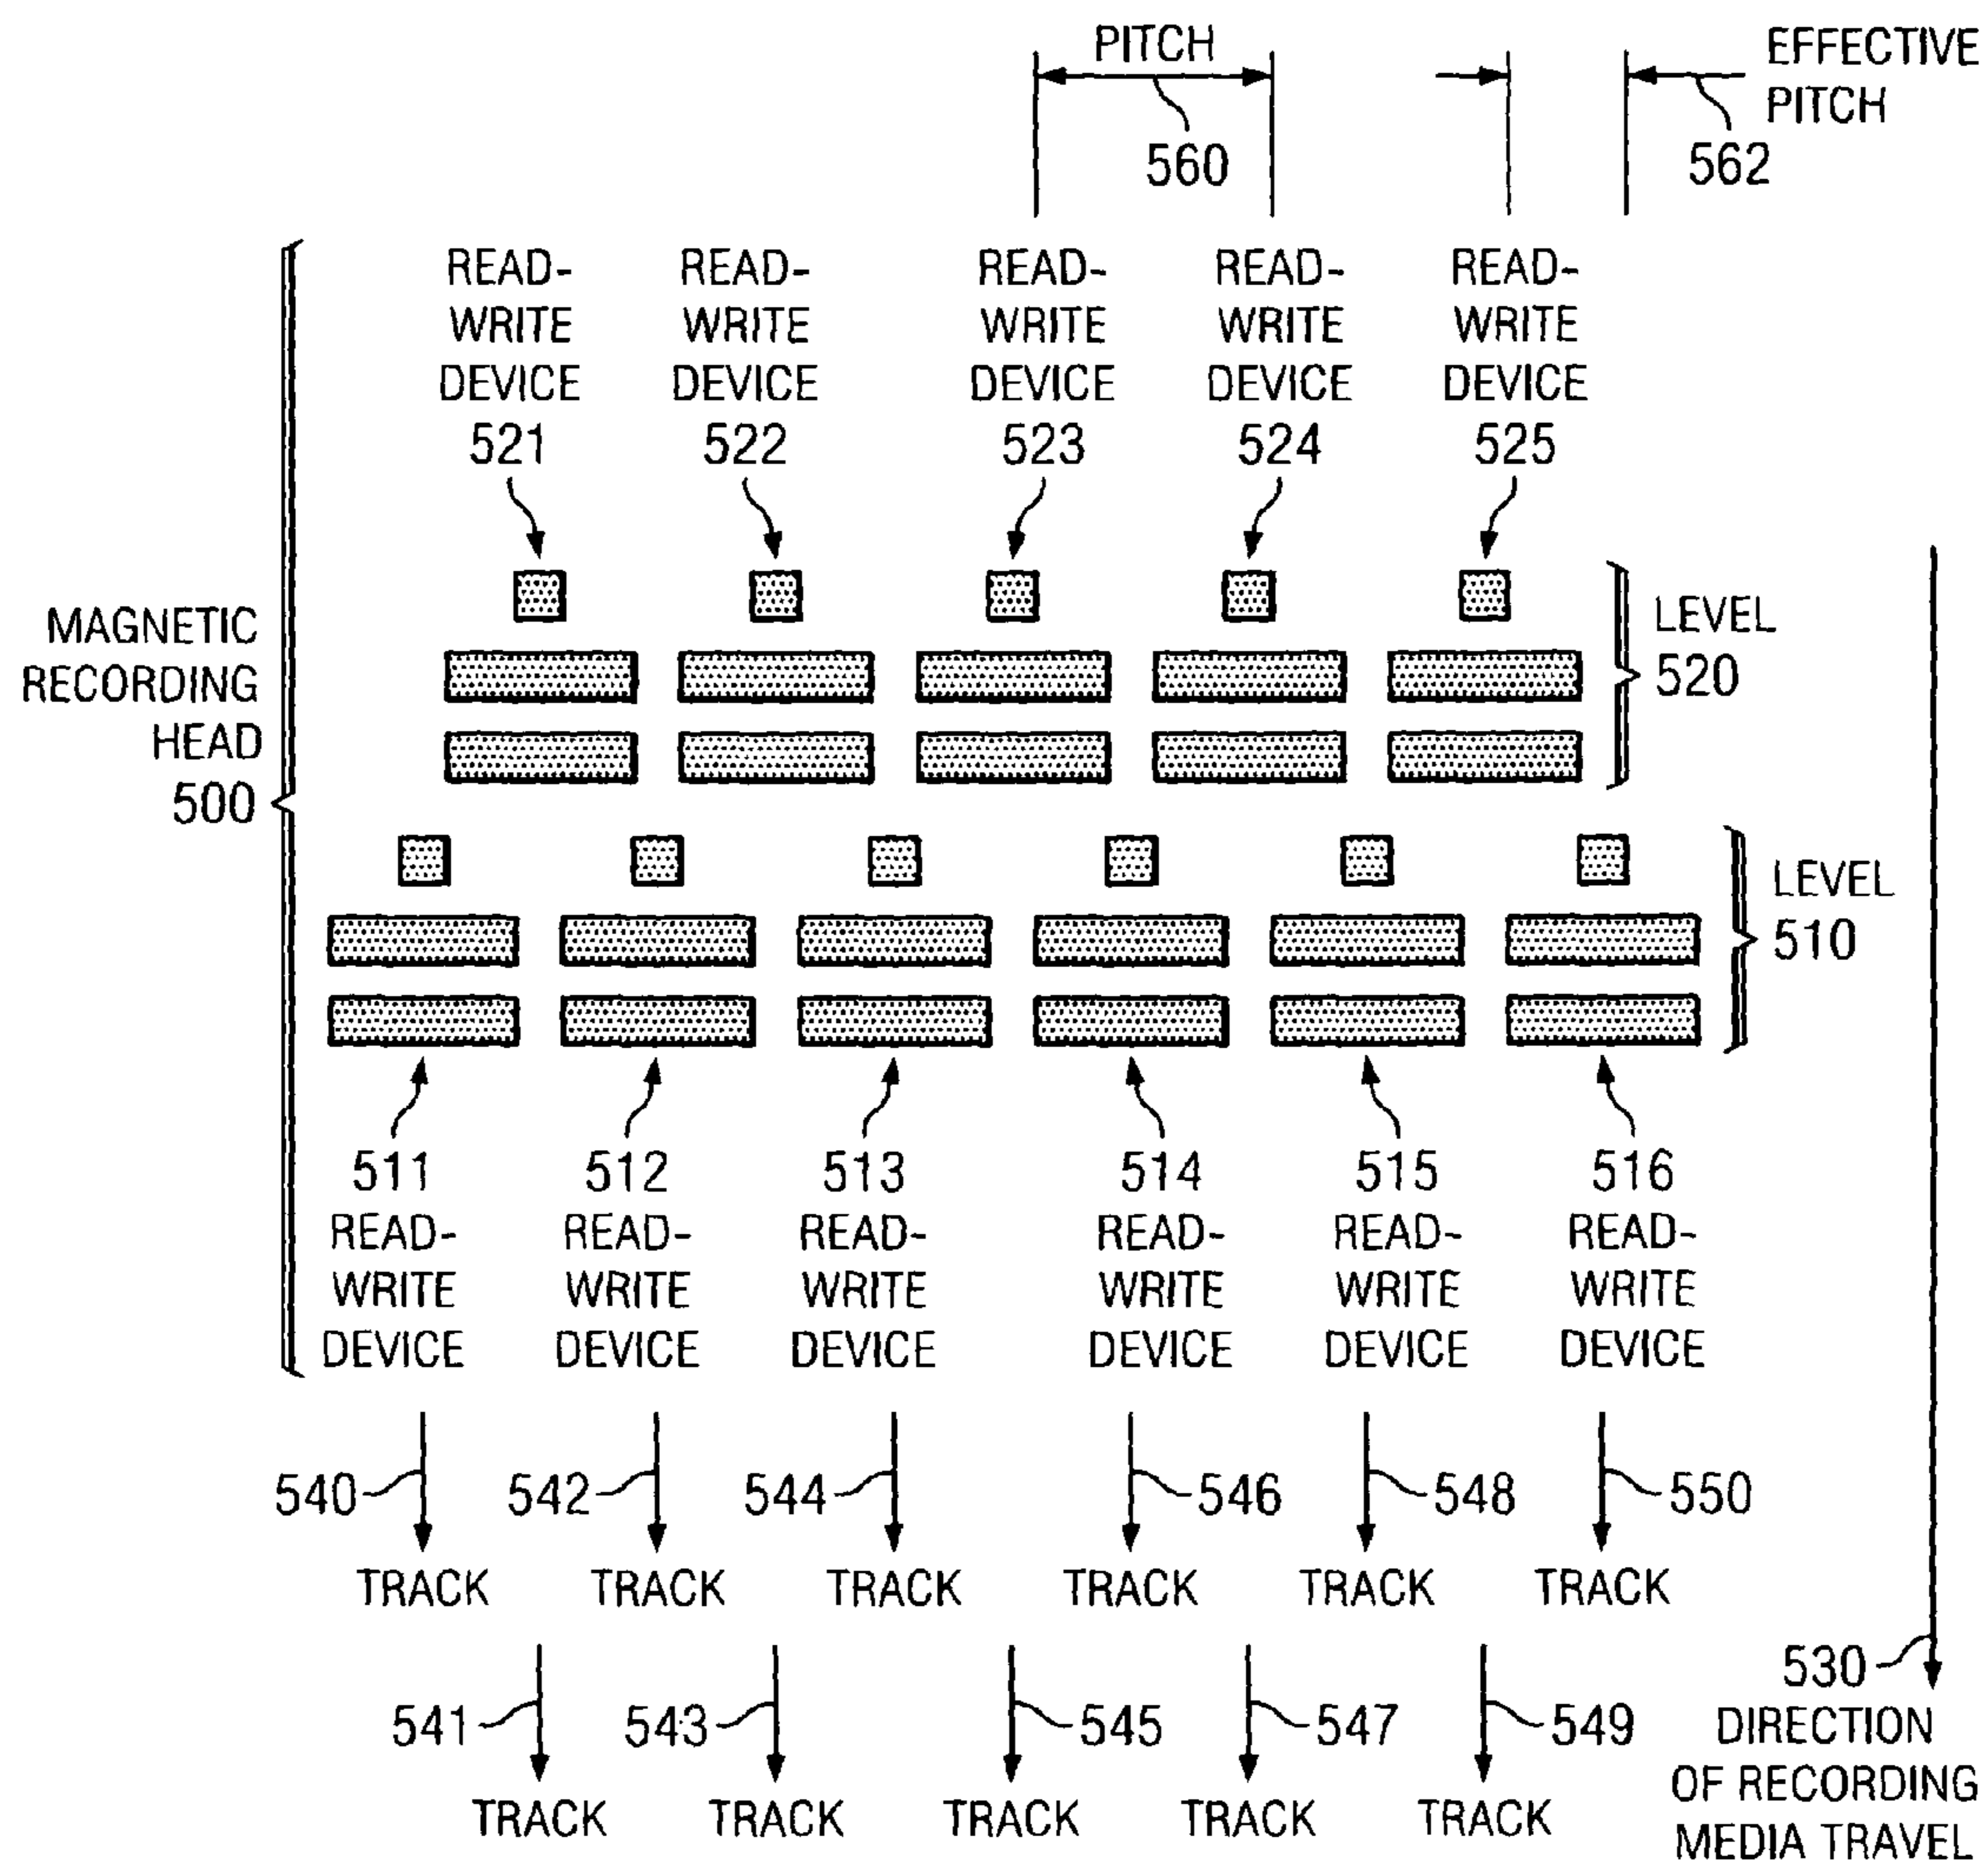 PITCH
560
EFFECTIVE
PITCH
562
READ-
WRITE
DEVICE
521
READ-
WRITE
DEVICE
522
READ-
WRITE
DEVICE
523
READ-
WRITE
DEVICE
524
READ-
WRITE
DEVICE
525
MAGNETIC
RECORDING
HEAD
500
LEVEL
520
LEVEL
510
511
READ-
WRITE
DEVICE
512
READ-
WRITE
DEVICE
513
READ-
WRITE
DEVICE
514
READ-
WRITE
DEVICE
515
READ-
WRITE
DEVICE
516
READ-
WRITE
DEVICE
540
542
544
546
548
550
TRACK
TRACK
TRACK
TRACK
TRACK
TRACK
541
543
545
547
549
TRACK
TRACK
TRACK
TRACK
TRACK
530
DIRECTION
OF RECORDING
MEDIA TRAVEL